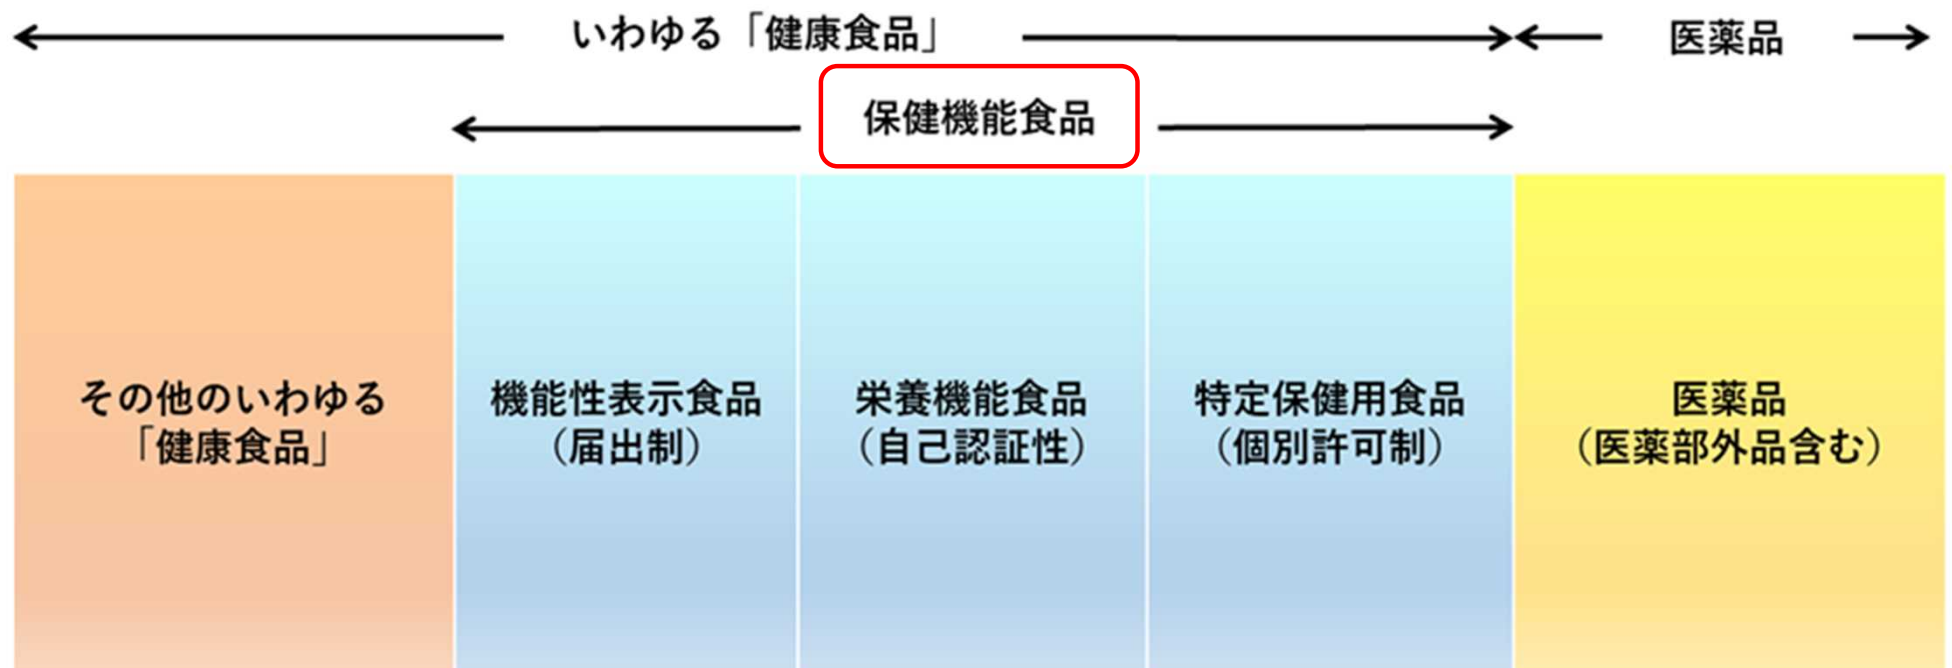 いわゆる「健康食品」
医薬品
保健機能食品
その他のいわゆる
「健康食品」
機能性表示食品
（届出制）
栄養機能食品
（自己認証性）
特定保健用食品
（個別許可制）
医薬品
（医薬部外品含む）